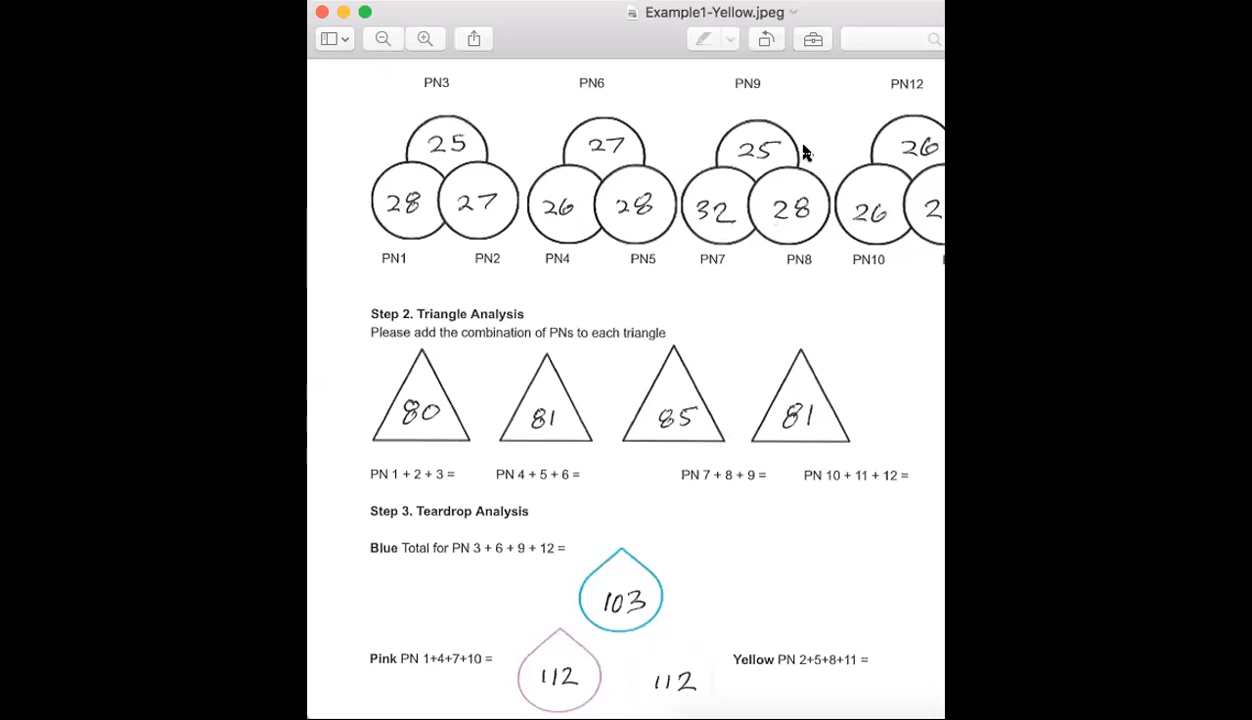 Example1-Yellow.jpeg
PN3 PN6 PN9 PN12
25 27 25 26
28 27 26 28 32 28 26 2
PN1 PN2 PN4 PN5 PN7 PN8 PN10
Step 2. Triangle Analysis
Please add the combination of PNs to each triangle
80 81 85 81
PN 1 + 2 + 3 = PN 4 + 5 + 6 = PN 7 + 8 + 9 = PN 10 + 11 + 12 =
Step 3. Teardrop Analysis
Blue Total for PN 3 + 6 + 9 + 12 =
103
Pink PN 1+4+7+10 = Yellow PN 2+5+8+11 =
112 112